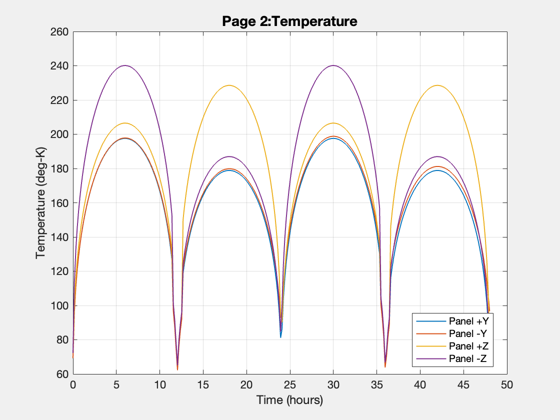 Page 2:Temperature
260
240
220
200
180
160
140
120
100
80
60
Temperature (deg-K)
0 5 10 15 20 25 30 35 40 45 50
Time (hours)
Panel +Y
Panel -Y
Panel +Z
Panel -Z